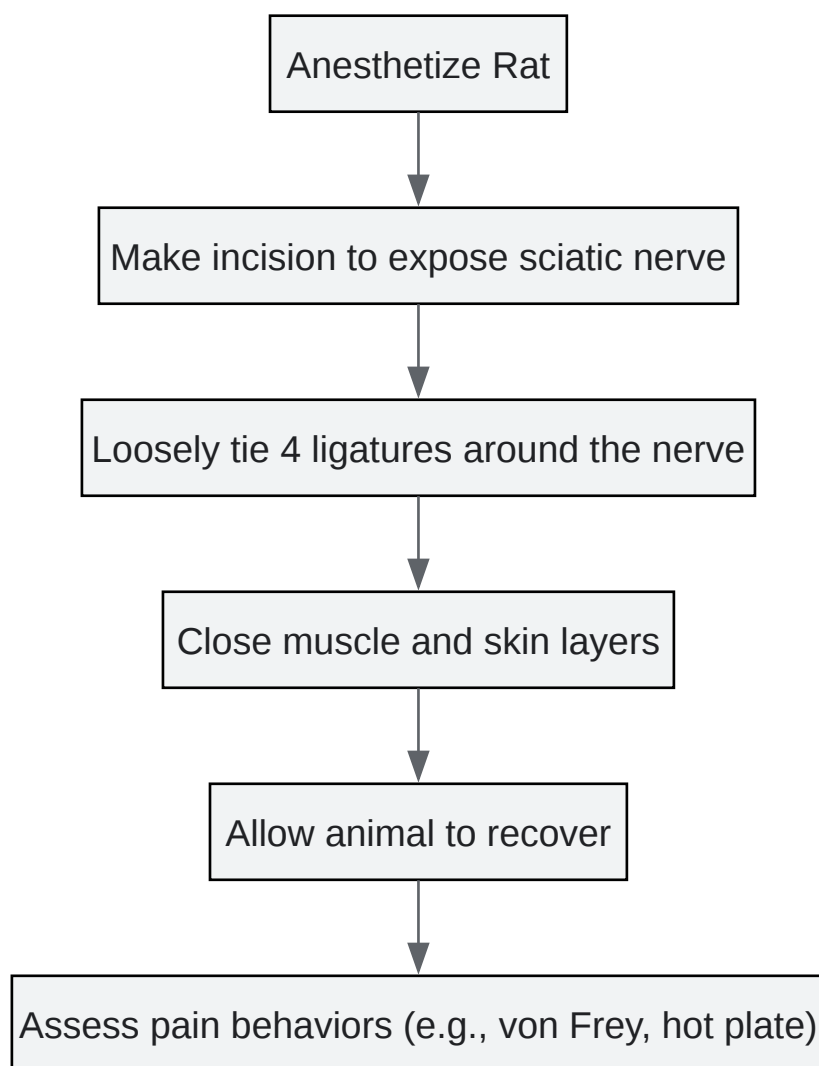 Anesthetize Rat
Make incision to expose sciatic nerve
Loosely tie 4 ligatures around the nerve
Close muscle and skin layers
Allow animal to recover
Assess pain behaviors (e.g., von Frey, hot plate)